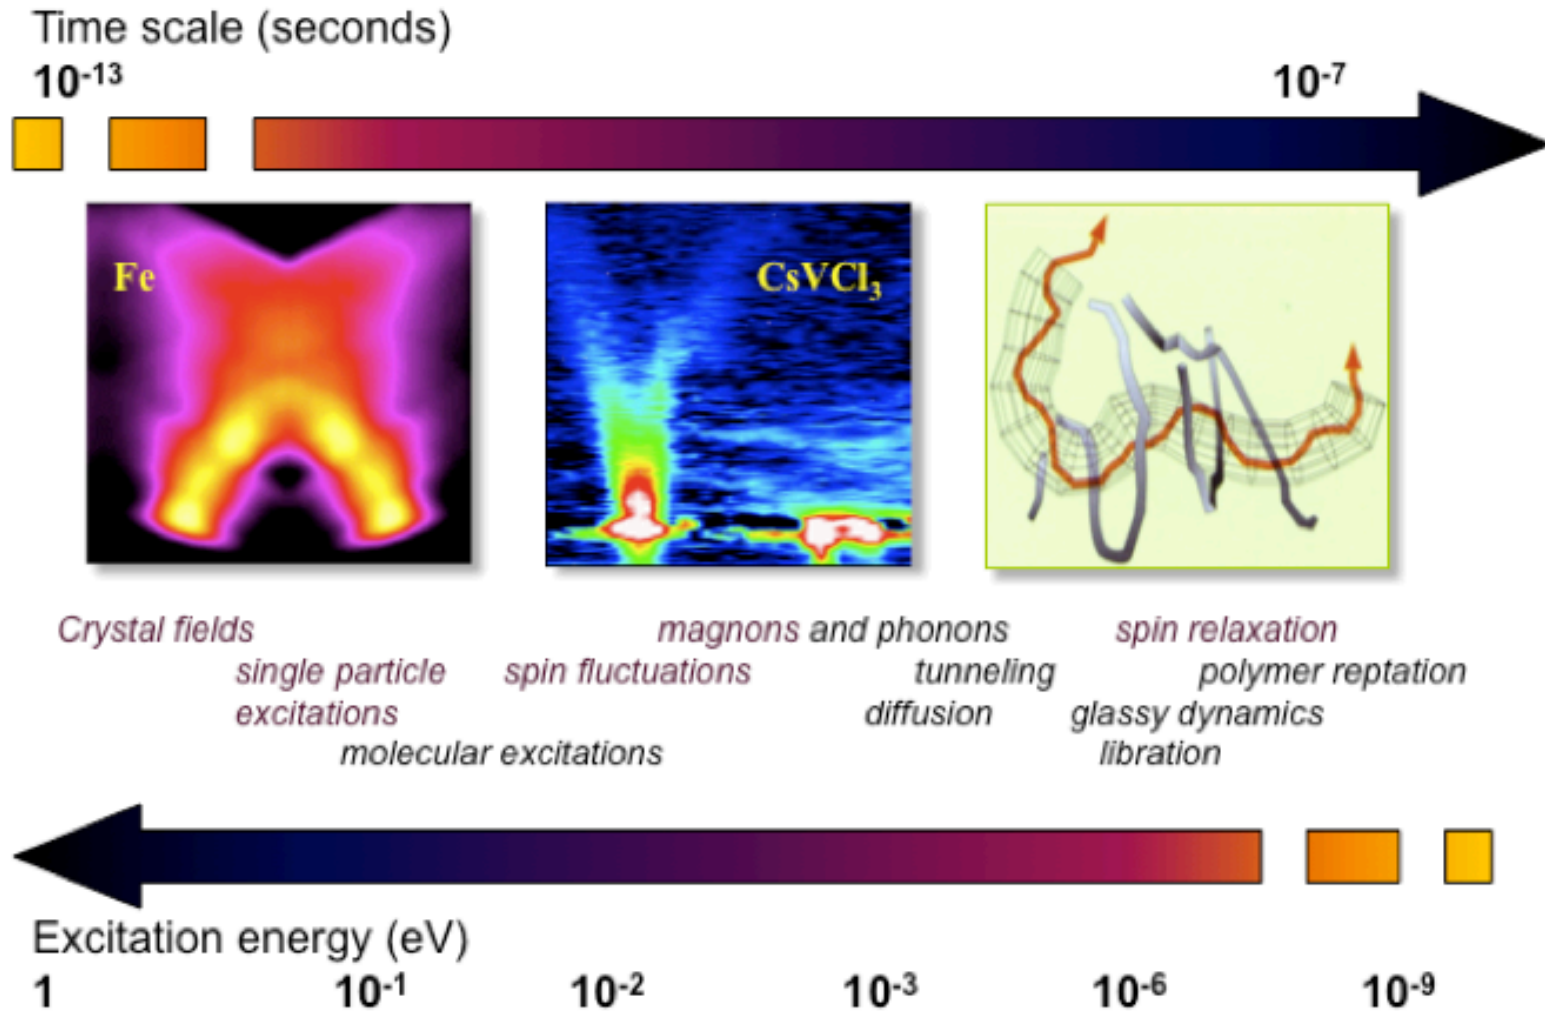 Time scale (seconds)
10⁻¹³ 10⁻⁷
Fe
CsVCl₃
Crystal fields magnons and phonons spin relaxation
single particle spin fluctuations tunneling polymer reptation
excitations diffusion glassy dynamics
molecular excitations libration
Excitation energy (eV)
1 10⁻¹ 10⁻² 10⁻³ 10⁻⁶ 10⁻⁹